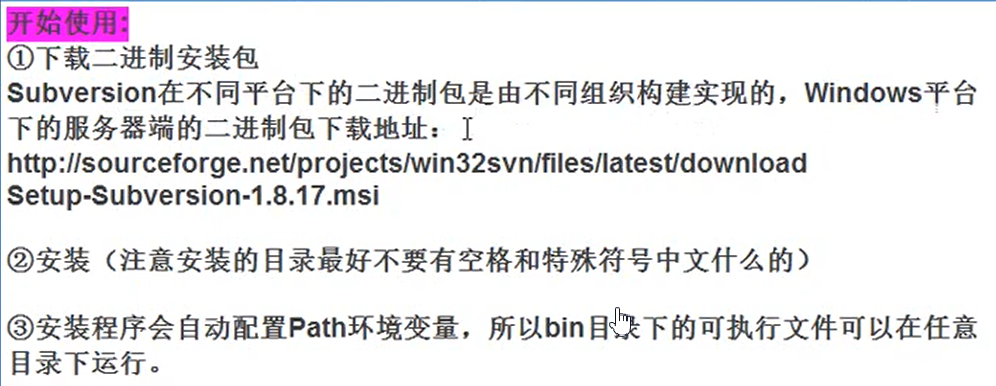 开始使用:
①下载二进制安装包
Subversion在不同平台下的二进制包是由不同组织构建实现的，Windows平台
下的服务器端的二进制包下载地址：
http://sourceforge.net/projects/win32svn/files/latest/download
Setup-Subversion-1.8.17.msi
②安装（注意安装的目录最好不要有空格和特殊符号中文什么的）
③安装程序会自动配置Path环境变量，所以bin目录下的可执行文件可以在任意
目录下运行。